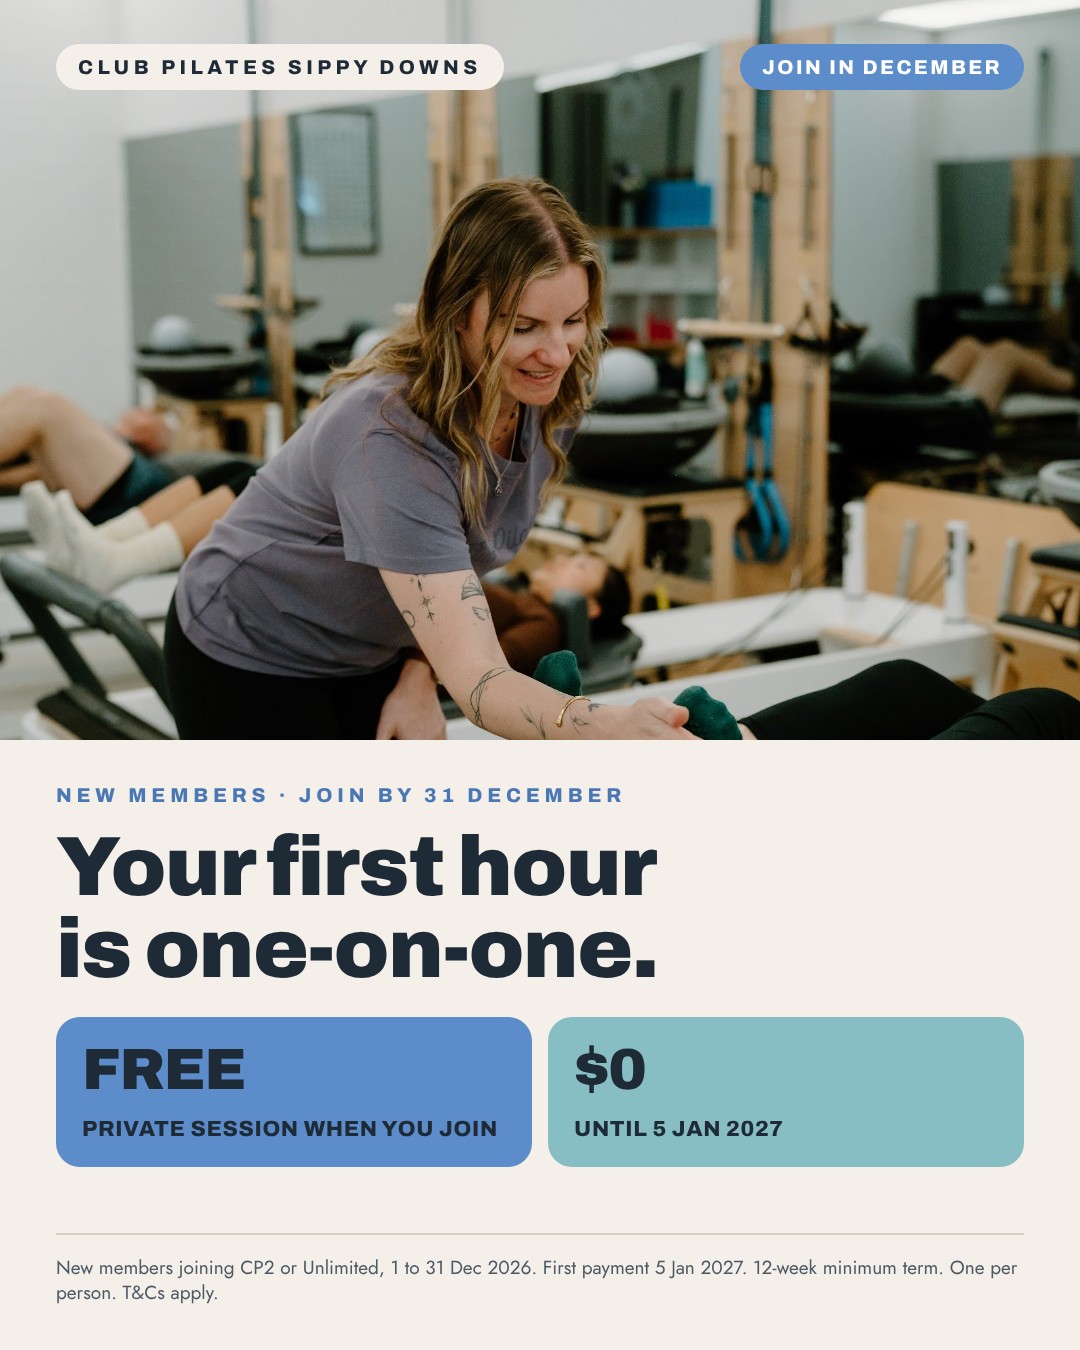 CLUB PILATES SIPPY DOWNS
JOIN IN DECEMBER
NEW MEMBERS · JOIN BY 31 DECEMBER
Your first hour
is one-on-one.
FREE
PRIVATE SESSION WHEN YOU JOIN
$0
UNTIL 5 JAN 2027
New members joining CP2 or Unlimited, 1 to 31 Dec 2026. First payment 5 Jan 2027. 12-week minimum term. One per
person. T&Cs apply.